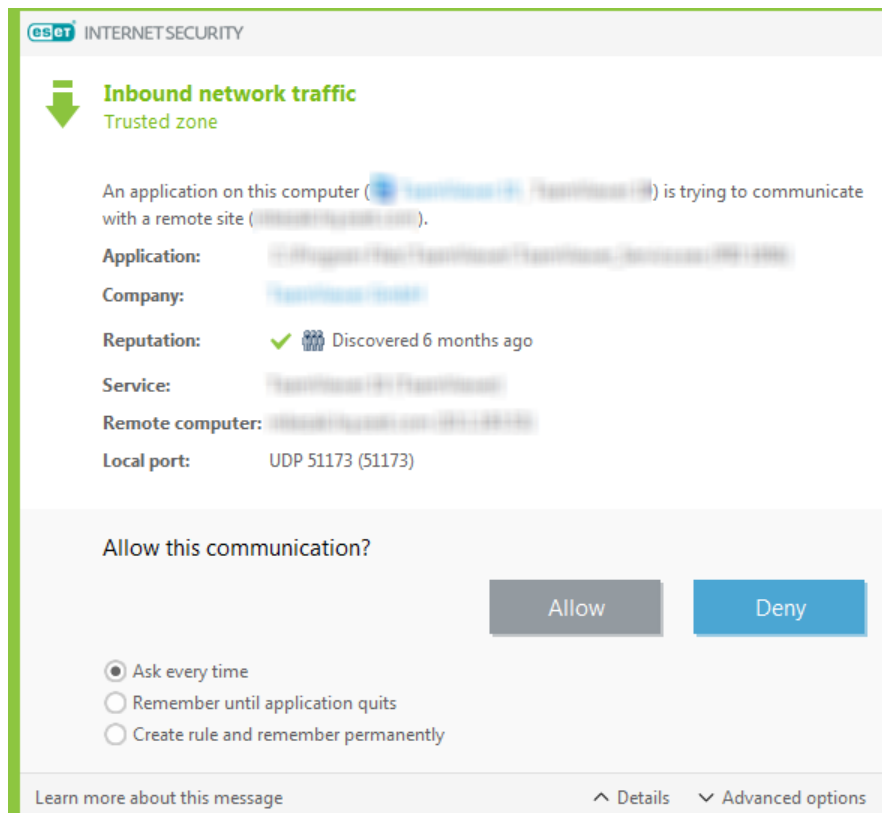 eset INTERNET SECURITY
Inbound network traffic
Trusted zone
An application on this computer ( ) is trying to communicate
with a remote site ( ).
Application:
Company:
Reputation: Discovered 6 months ago
Service:
Remote computer:
Local port: UDP 51173 (51173)
Allow this communication?
Allow Deny
Ask every time
Remember until application quits
Create rule and remember permanently
Learn more about this message Details Advanced options